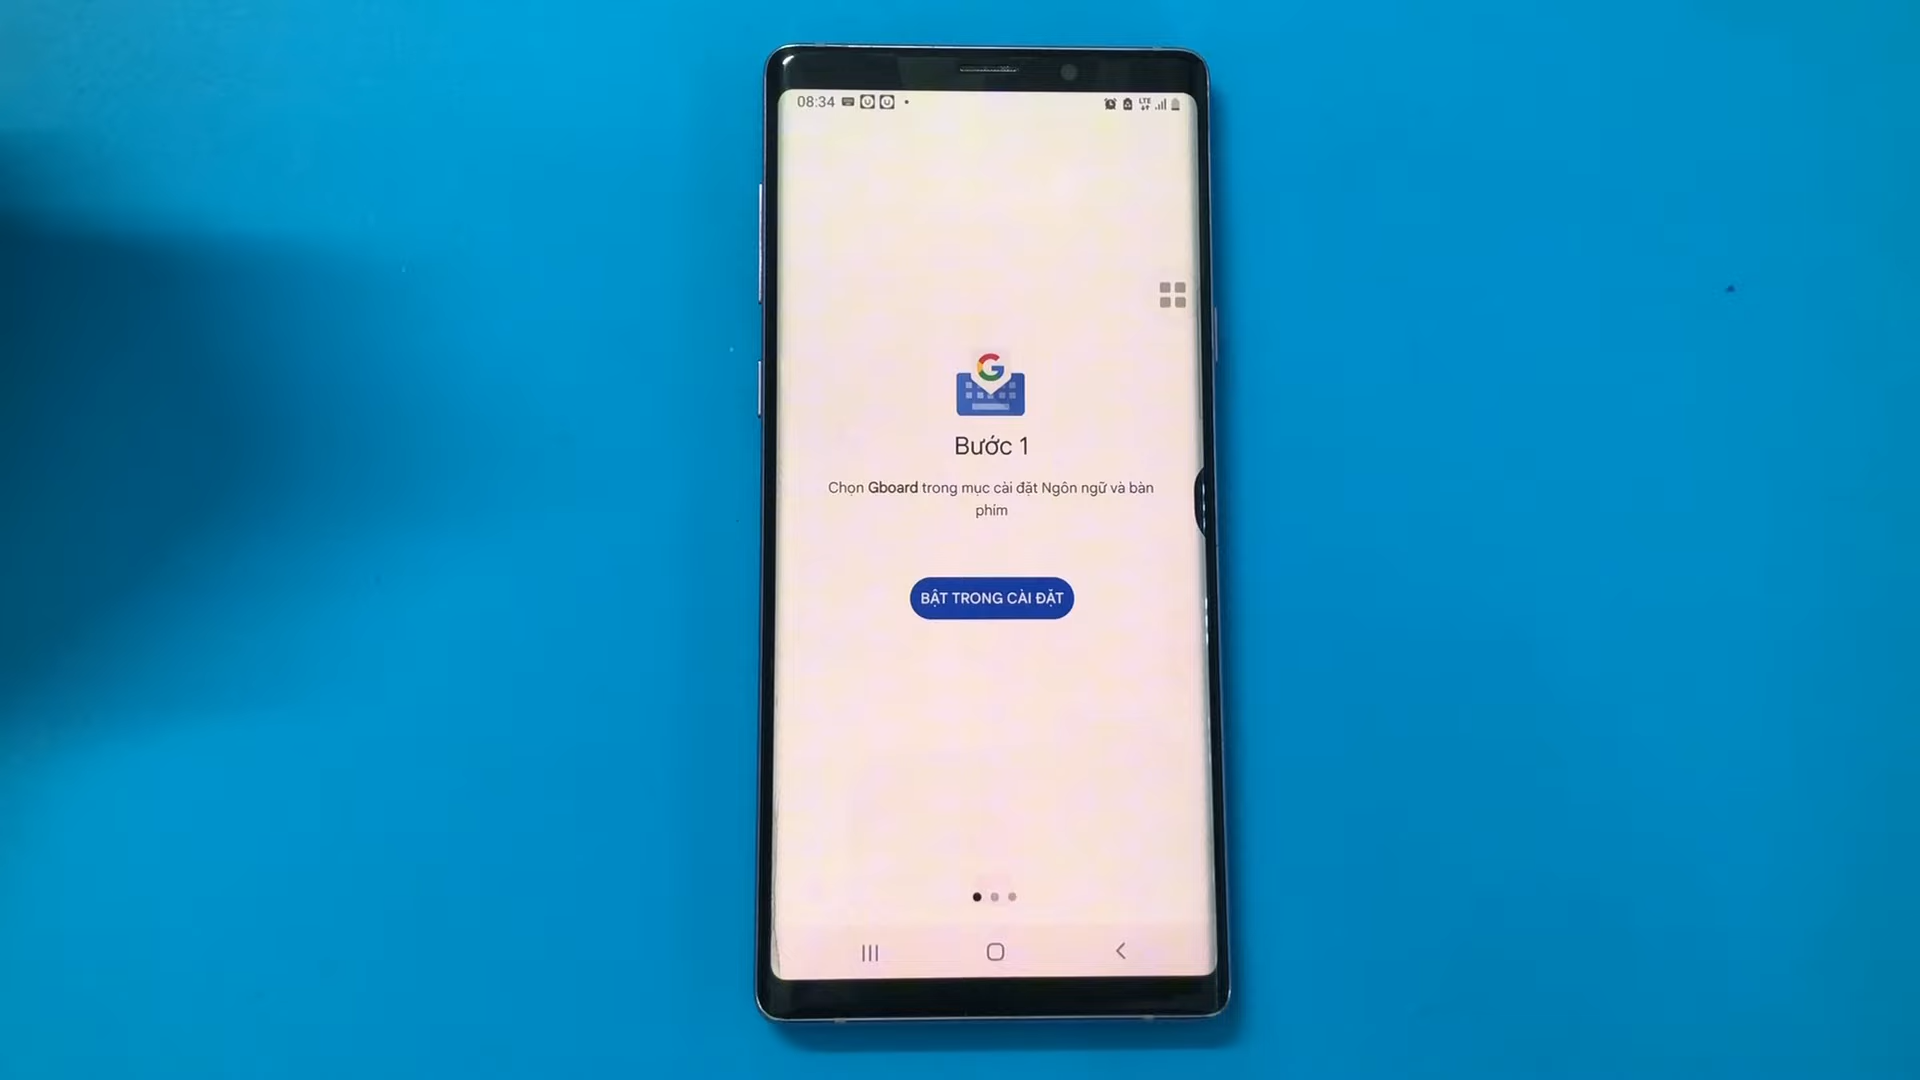 08:34
LTE
G
Bước 1
Chọn Gboard trong mục cài đặt Ngôn ngữ và bàn
phím
BẬT TRONG CÀI ĐẶT